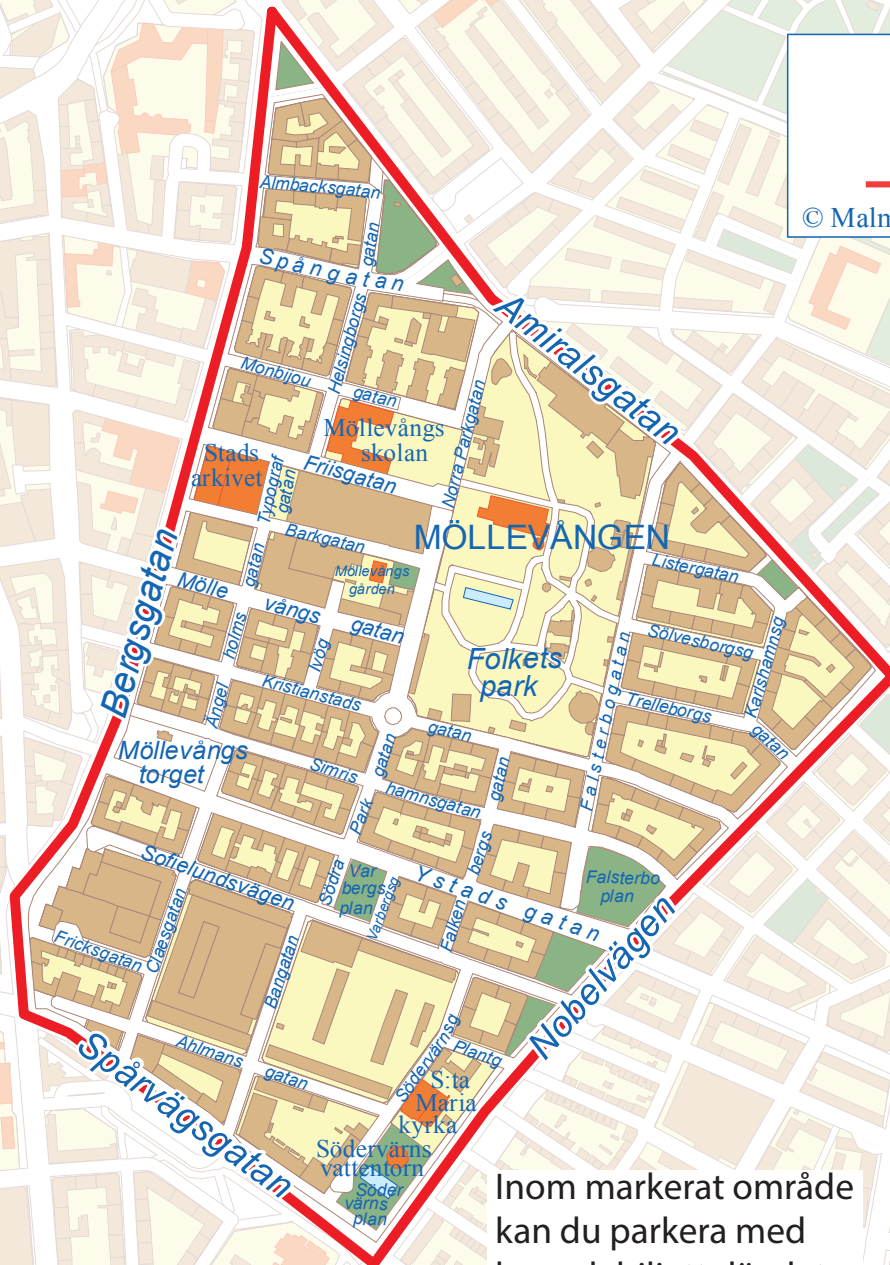 © Malm
Almbacksgatan
Spångatan
Helsingborgs
gatan
Amiralsgatan
Monbijou
gatan
Norra Parkgatan
Möllevångs
skolan
Stads
arkivet
Typograf
gatan
Friisgatan
Barkgatan
MÖLLEVÅNGEN
Listergatan
Möllevångs
gården
Bergsgatan
Mölle
vångs
gatan
Ängel
holms
gatan
Ivög
Sölvesborgsg
Karlshamnsg
Folkets
park
Falsterbogatan
Trelleborgs
gatan
Kristianstads
gatan
Möllevångs
torget
Simris
hamnsgatan
Södra
Park
gatan
Falken
bergs
gatan
Sofielundsvägen
Var
bergs
plan
Varbergsg
Ystads gatan
Falsterbo
plan
Claesgatan
Fricksgatan
Bangatan
Nobelvägen
Ahlmans
gatan
Södervärnsg
Plantg
Spårvägsgatan
S:ta
Maria
kyrka
Södervärns
vattentorn
Söder
värns
plan
Inom markerat område
kan du parkera med